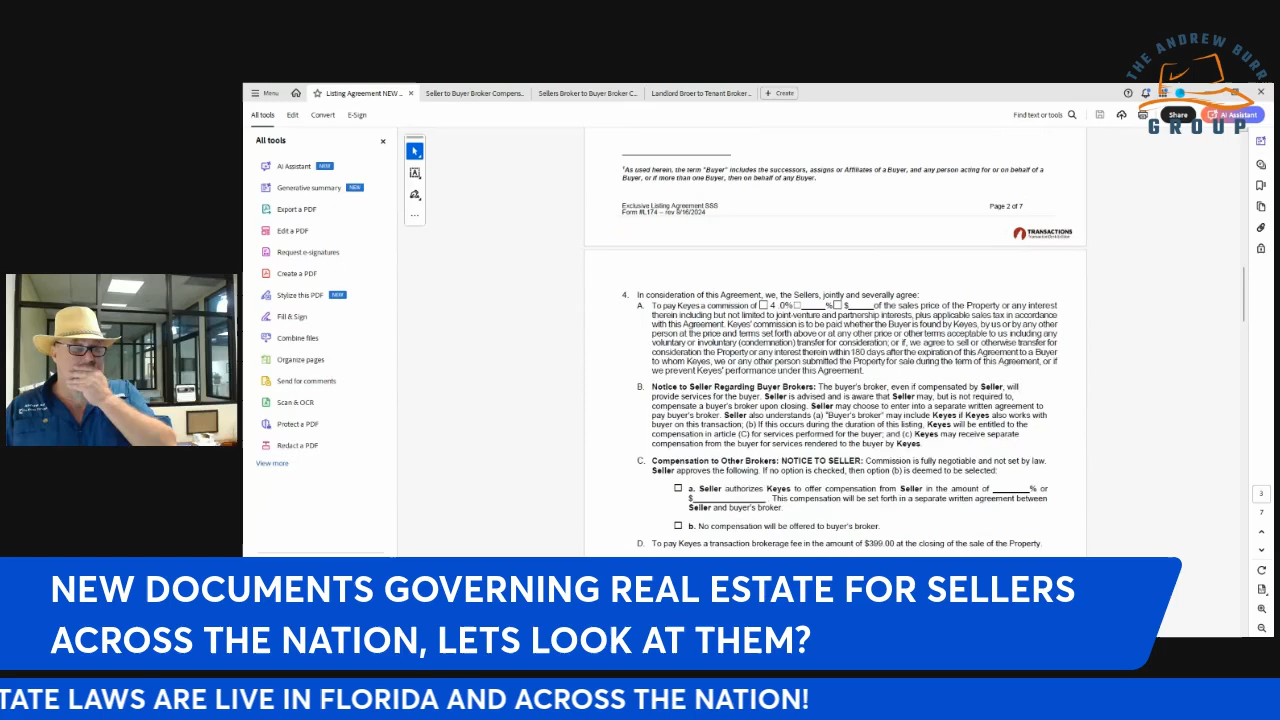 THE ANDREW BURR
GROUP
Menu
Listing Agreement NEW ...
Seller to Buyer Broker Compens...
Sellers Broker to Buyer Broker C...
Landlord Broer to Tenant Broker ...
Create
All tools
Edit
Convert
E-Sign
Find text or tools
Share
AI Assistant
All tools
AI Assistant NEW
Generative summary NEW
Export a PDF
Edit a PDF
Request e-signatures
Create a PDF
Stylize this PDF NEW
Fill & Sign
Combine files
Organize pages
Send for comments
Scan & OCR
Protect a PDF
Redact a PDF
View more
¹As used herein, the term "Buyer" includes the successors, assigns or Affiliates of a Buyer, and any person acting for or on behalf of a
Buyer, or if more than one Buyer, then on behalf of any Buyer.
Exclusive Listing Agreement SSS
Form #L174 – rev 8/16/2024
Page 2 of 7
TRANSACTIONS
4. In consideration of this Agreement, we, the Sellers, jointly and severally agree:
A. To pay Keyes a commission of ☐ 4 .0%☐_____%☐ $_____of the sales price of the Property or any interest
therein including but not limited to joint-venture and partnership interests, plus applicable sales tax in accordance
with this Agreement. Keyes' commission is to be paid whether the Buyer is found by Keyes, by us or by any other
person at the price and terms set forth above or at any other price or other terms acceptable to us including any
voluntary or involuntary (condemnation) transfer for consideration; or if, we agree to sell or otherwise transfer for
consideration the Property or any interest therein within 180 days after the expiration of this Agreement to a Buyer
to whom Keyes, we or any other person submitted the Property for sale during the term of this Agreement, or if
we prevent Keyes' performance under this Agreement.
B. Notice to Seller Regarding Buyer Brokers: The buyer's broker, even if compensated by Seller, will
provide services for the buyer. Seller is advised and is aware that Seller may, but is not required to,
compensate a buyer's broker upon closing. Seller may choose to enter into a separate written agreement to
pay buyer's broker. Seller also understands (a) "Buyer's broker" may include Keyes if Keyes also works with
buyer on this transaction; (b) If this occurs during the duration of this listing, Keyes will be entitled to the
compensation in article (C) for services performed for the buyer; and (c) Keyes may receive separate
compensation from the buyer for services rendered to the buyer by Keyes.
C. Compensation to Other Brokers: NOTICE TO SELLER: Commission is fully negotiable and not set by law.
Seller approves the following. If no option is checked, then option (b) is deemed to be selected:
☐ a. Seller authorizes Keyes to offer compensation from Seller in the amount of ________% or
$______________. This compensation will be set forth in a separate written agreement between
Seller and buyer's broker.
☐ b. No compensation will be offered to buyer's broker.
D. To pay Keyes a transaction brokerage fee in the amount of $399.00 at the closing of the sale of the Property.
3
7
NEW DOCUMENTS GOVERNING REAL ESTATE FOR SELLERS
ACROSS THE NATION, LETS LOOK AT THEM?
TATE LAWS ARE LIVE IN FLORIDA AND ACROSS THE NATION!